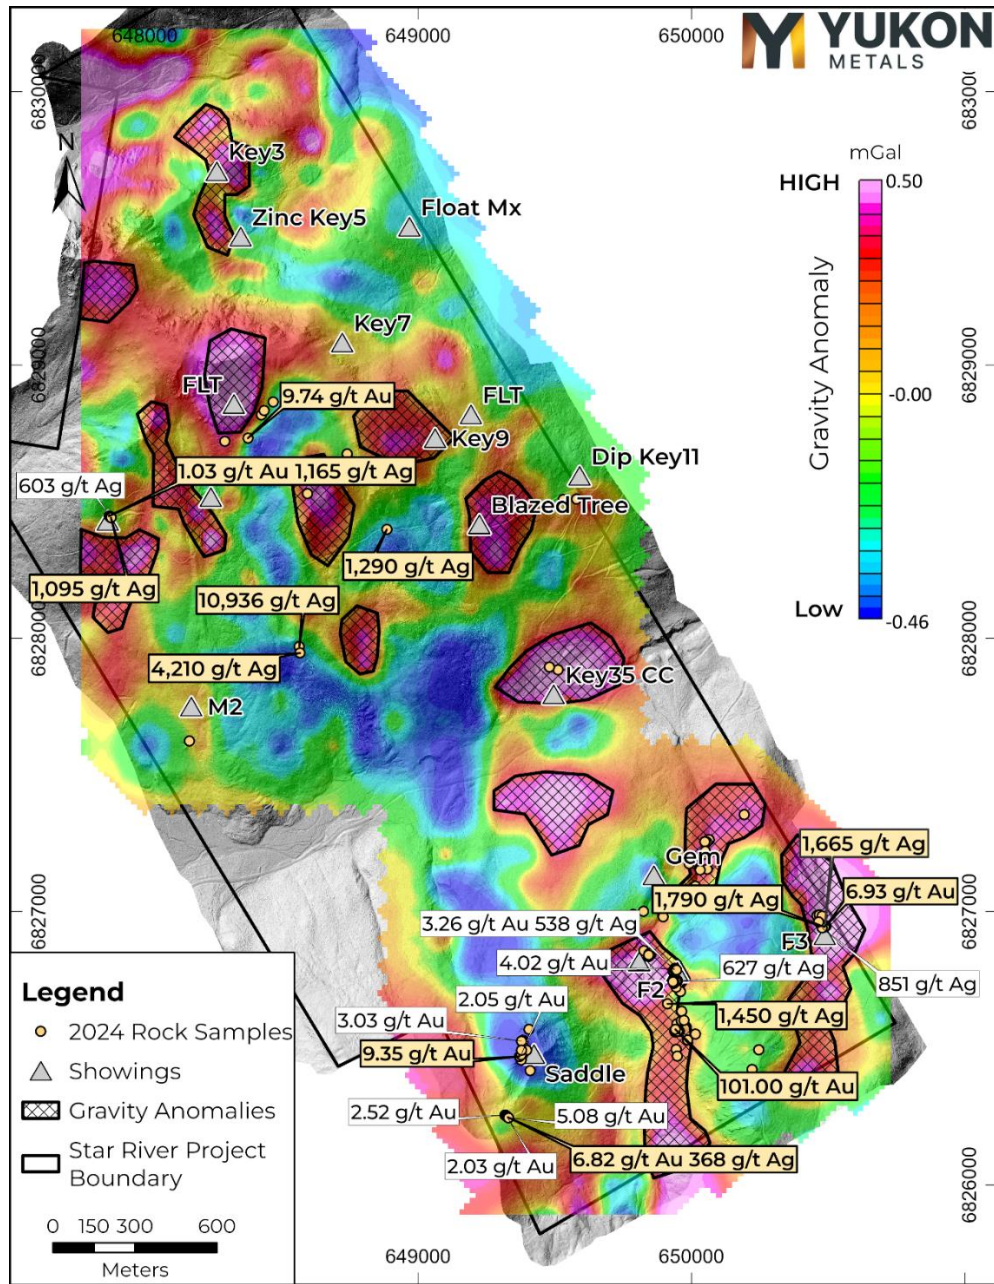 648000
649000
650000
YUKON
METALS
6830000
683000
N
Key3
Zinc Key5
Float Mx
mGal
HIGH
0.50
Gravity Anomaly
-0.00
Low
-0.46
6829000
6829000
Key7
FLT
9.74 g/t Au
FLT
Key9
1.03 g/t Au 1,165 g/t Ag
Dip Key11
603 g/t Ag
Blazed Tree
1,290 g/t Ag
1,095 g/t Ag
10,936 g/t Ag
6828000
6828000
4,210 g/t Ag
Key35 CC
M2
Gem
1,665 g/t Ag
1,790 g/t Ag
6.93 g/t Au
6827000
6827000
3.26 g/t Au 538 g/t Ag
F3
4.02 g/t Au
627 g/t Ag
851 g/t Ag
F2
1,450 g/t Ag
2.05 g/t Au
3.03 g/t Au
9.35 g/t Au
Saddle
101.00 g/t Au
2.52 g/t Au
5.08 g/t Au
2.03 g/t Au
6.82 g/t Au 368 g/t Ag
6826000
Legend
2024 Rock Samples
Showings
Gravity Anomalies
Star River Project
Boundary
0 150 300 600
Meters
649000
650000